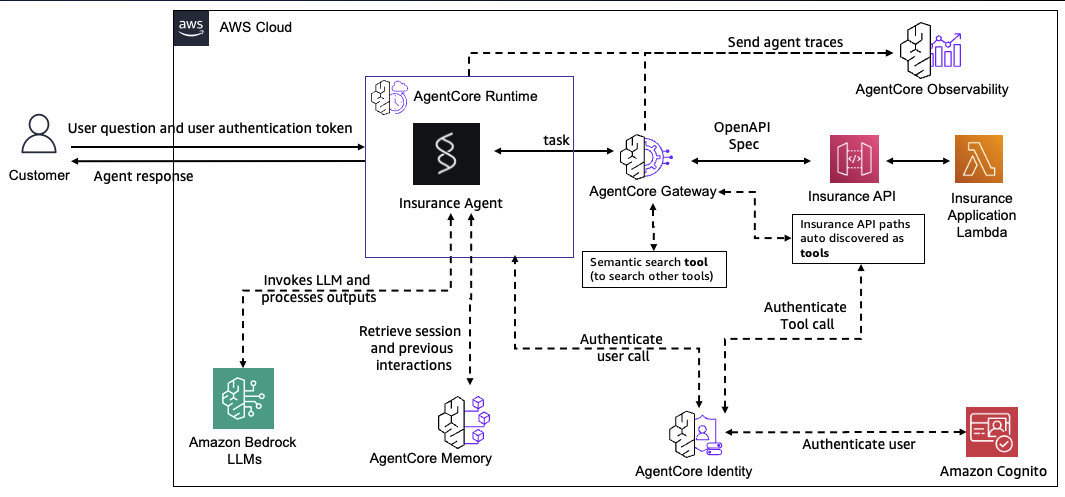 aws
AWS Cloud
Send agent traces
AgentCore Observability
AgentCore Runtime
User question and user authentication token
Customer
Agent response
Insurance Agent
task
AgentCore Gateway
OpenAPI
Spec
Insurance API
Insurance
Application
Lambda
Insurance API paths
auto discovered as
tools
Semantic search tool
(to search other tools)
Invokes LLM and
processes outputs
Retrieve session
and previous
interactions
Authenticate
user call
Authenticate
Tool call
Amazon Bedrock
LLMs
AgentCore Memory
AgentCore Identity
Authenticate user
Amazon Cognito